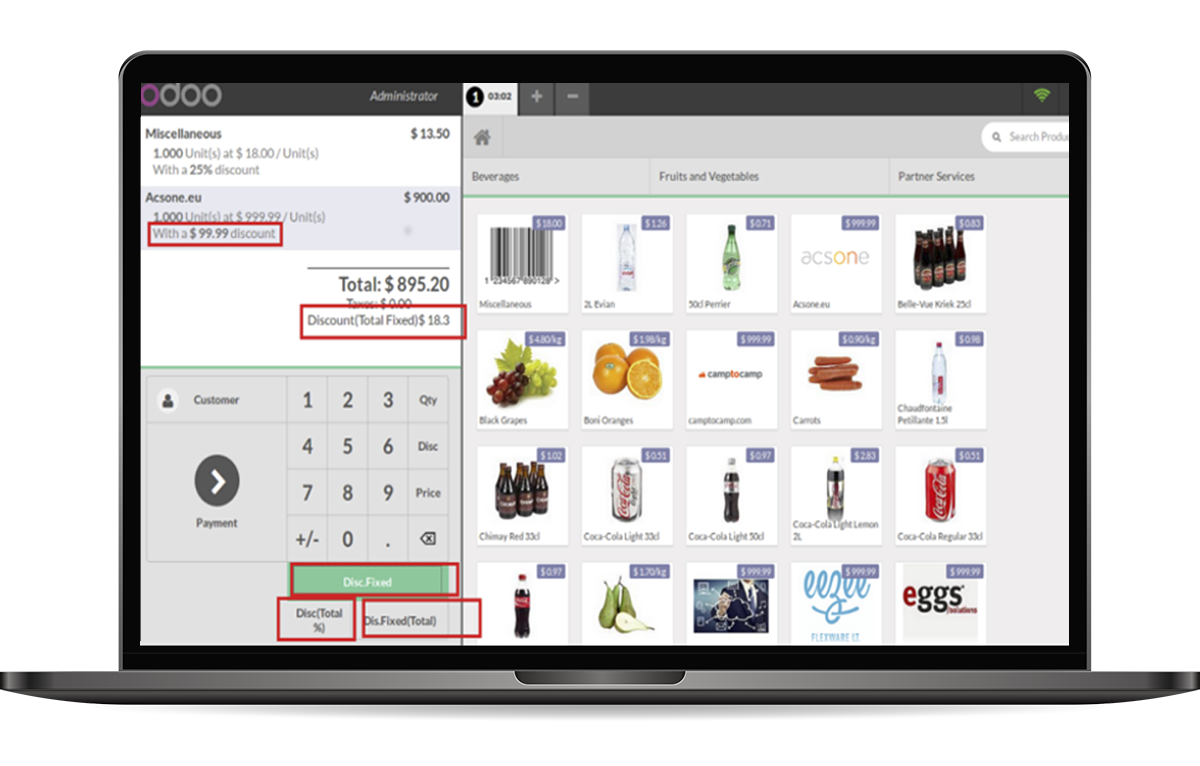 odoo
Administrator
1 03:02 + −
Miscellaneous $ 13.50
1.000 Unit(s) at $ 18.00 / Unit(s)
With a 25% discount
Acsone.eu $ 900.00
1.000 Unit(s) at $ 999.99 / Unit(s)
With a $ 99.99 discount
Total: $ 895.20
Taxes: $ 0.00
Discount(Total Fixed)$ 18.3
Customer
1 2 3 Qty
4 5 6 Disc
7 8 9 Price
+/- 0 .
Payment
Disc.Fixed
Disc(Total
%)
Dis.Fixed(Total)
Search Produ
Beverages Fruits and Vegetables Partner Services
$ 18.00 $ 1.26 $ 0.71 $ 999.99 $ 0.83
1 234567 890128 >
acsone
Miscellaneous 2L Evian 50cl Perrier Acsone.eu Belle-Vue Kriek 25cl
$ 4.80/kg $ 1.98/kg $ 999.99 $ 0.90/kg $ 0.98
camptocamp
Black Grapes Boni Oranges camptocamp.com Carrots Chaudfontaine
Petillante 1,5l
$ 1.02 $ 0.51 $ 0.97 $ 2.83 $ 0.51
Chimay Red 33cl Coca-Cola Light 33cl Coca-Cola Light 50cl Coca-Cola Light Lemon
2L Coca-Cola Regular 33cl
$ 0.97 $ 1.70/kg $ 999.99 $ 999.99 $ 999.99
eezee
FLEXWARE LT.
eggs
solutions